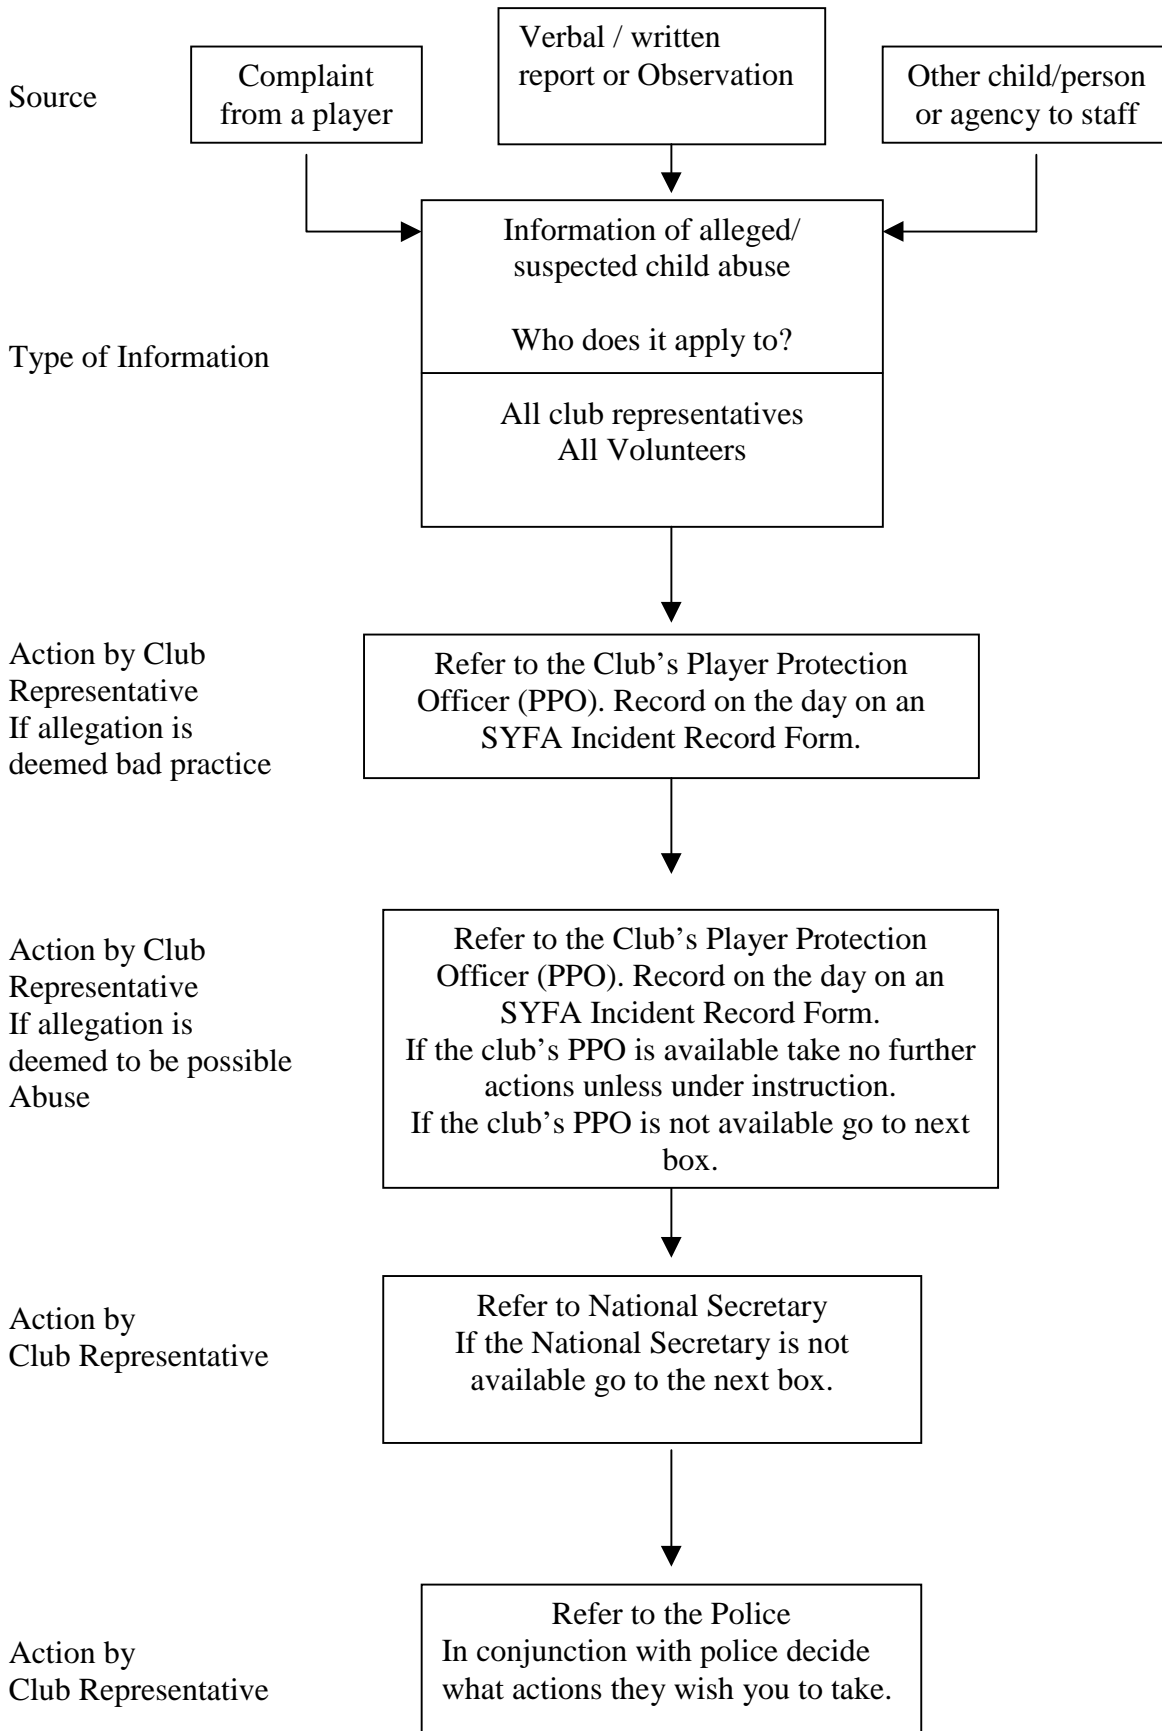 Source
Complaint
from a player
Verbal / written
report or Observation
Other child/person
or agency to staff
Type of Information
Information of alleged/
suspected child abuse
Who does it apply to?
All club representatives
All Volunteers
Action by Club
Representative
If allegation is
deemed bad practice
Refer to the Club’s Player Protection
Officer (PPO). Record on the day on an
SYFA Incident Record Form.
Action by Club
Representative
If allegation is
deemed to be possible
Abuse
Refer to the Club’s Player Protection
Officer (PPO). Record on the day on an
SYFA Incident Record Form.
If the club’s PPO is available take no further
actions unless under instruction.
If the club’s PPO is not available go to next
box.
Action by
Club Representative
Refer to National Secretary
If the National Secretary is not
available go to the next box.
Action by
Club Representative
Refer to the Police
In conjunction with police decide
what actions they wish you to take.